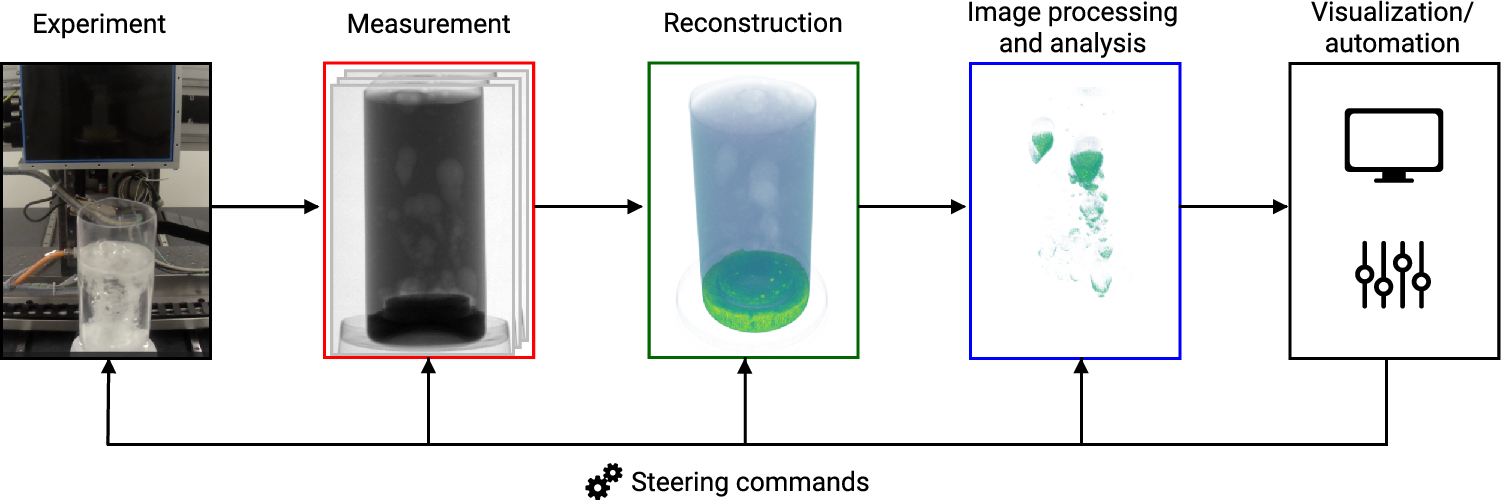 Experiment
Measurement
Reconstruction
Image processing
and analysis
Visualization/
automation
Steering commands